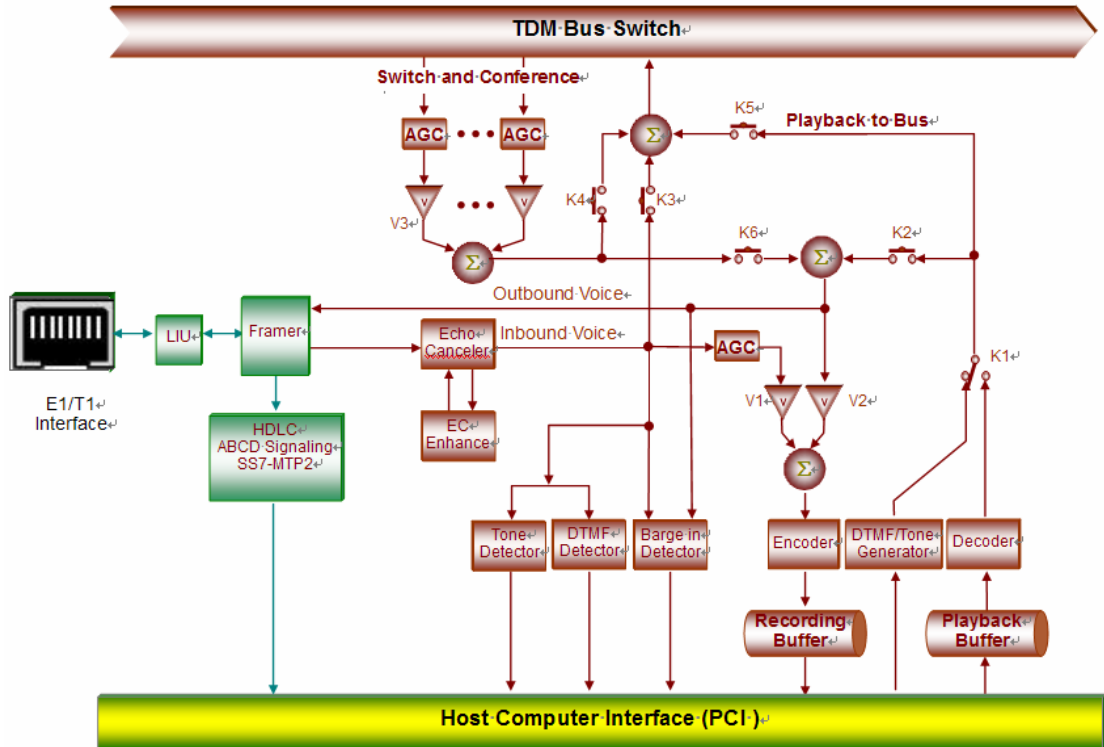 TDM Bus Switch
Switch and Conference
K5
Playback to Bus
AGC
AGC
Σ
K4
K3
v
v
V3
K6
K2
Σ
Σ
Outbound Voice
Inbound Voice
LIU
Framer
Echo
Canceler
AGC
K1
E1/T1
Interface
V1
v
v
V2
HDLC
ABCD Signaling
SS7-MTP2
EC
Enhance
Σ
Tone
Detector
DTMF
Detector
Barge in
Detector
Encoder
DTMF/Tone
Generator
Decoder
Recording
Buffer
Playback
Buffer
Host Computer Interface (PCI )